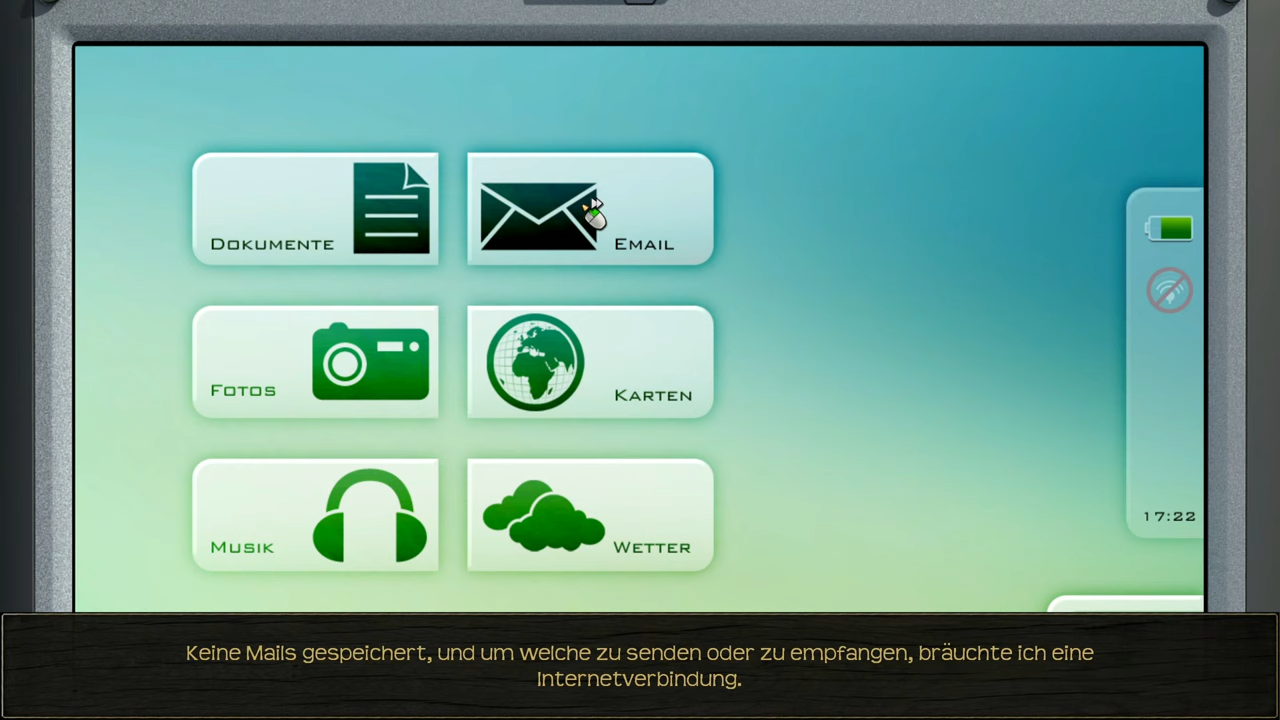 DOKUMENTE
EMAIL
FOTOS
KARTEN
MUSIK
WETTER
17:22
Keine Mails gespeichert, und um welche zu senden oder zu empfangen, bräuchte ich eine
Internetverbindung.